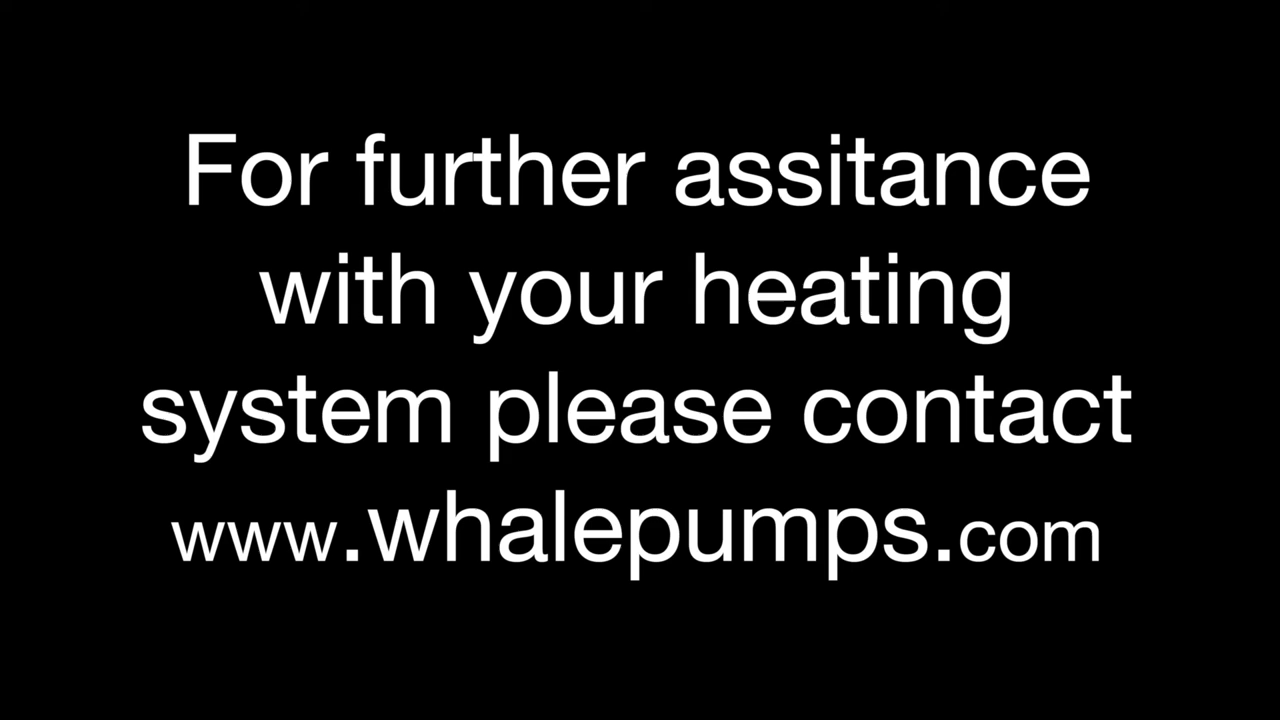 For further assitance
with your heating
system please contact
www.whalepumps.com